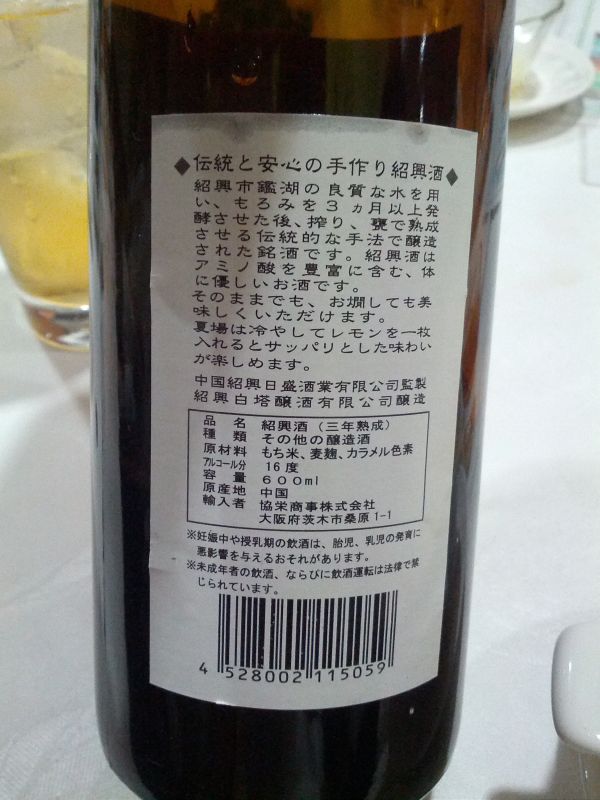 ◆伝統と安心の手作り紹興酒◆
紹興市鑑湖の良質な水を用
い、もろみを3ヵ月以上発
酵させた後、搾り、甕で熟成
させる伝統的な手法で醸造
された銘酒です。紹興酒は
アミノ酸を豊富に含む、体
に優しいお酒です。
そのままでも、お燗しても美
味しくいただけます。
夏場は冷やしてレモンを一枚
入れるとサッパリとした味わい
が楽しめます。
中国紹興日盛酒業有限公司監製
紹興白塔醸酒有限公司醸造
品名 紹興酒（三年熟成）
種類 その他の醸造酒
原材料 もち米、麦麹、カラメル色素
アルコール分 16度
容量 600ml
原産地 中国
輸入者 協栄商事株式会社
大阪府茨木市桑原1-1
※妊娠中や授乳期の飲酒は、胎児、乳児の発育に
悪影響を与えるおそれがあります。
※未成年者の飲酒、ならびに飲酒運転は法律で禁
じられています。
4 528002 115059